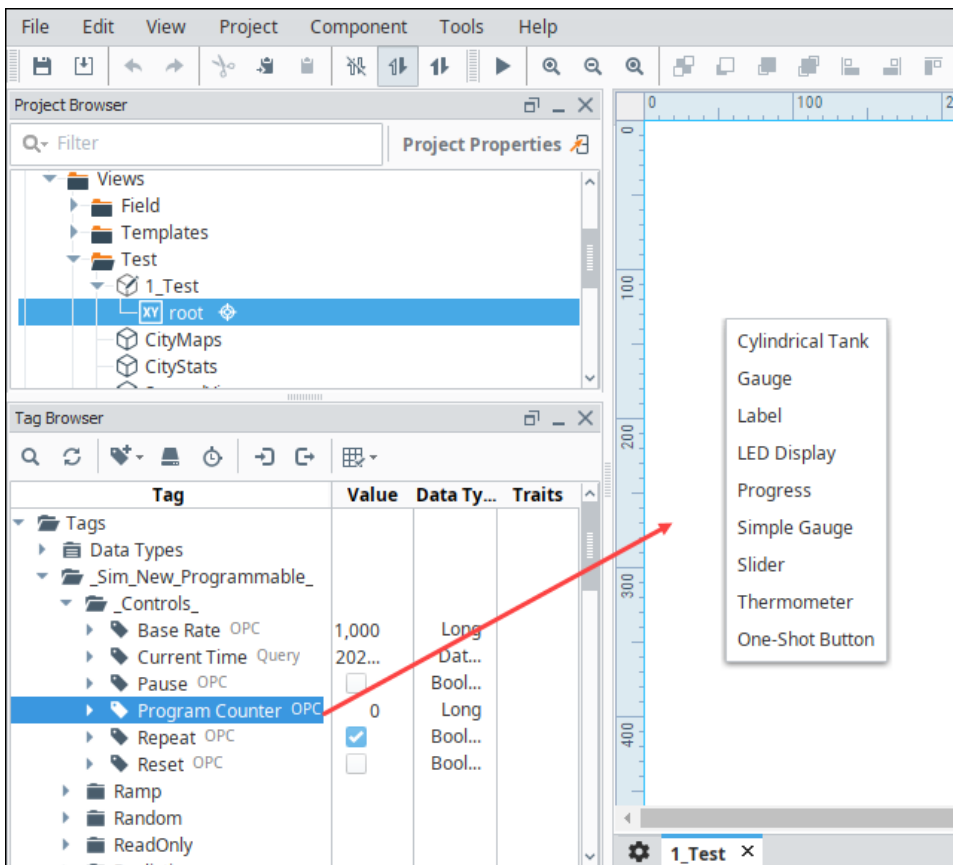 File Edit View Project Component Tools Help
Project Browser
Filter
Project Properties
Views
Field
Templates
Test
1_Test
XY root
CityMaps
CityStats
Tag Browser
Tag Value Data Ty... Traits
Tags
Data Types
_Sim_New_Programmable_
_Controls_
Base Rate OPC 1,000 Long
Current Time Query 202... Dat...
Pause OPC Bool...
Program Counter OPC 0 Long
Repeat OPC Bool...
Reset OPC Bool...
Ramp
Random
ReadOnly
0 100 2
0
100
200
300
400
Cylindrical Tank
Gauge
Label
LED Display
Progress
Simple Gauge
Slider
Thermometer
One-Shot Button
1_Test